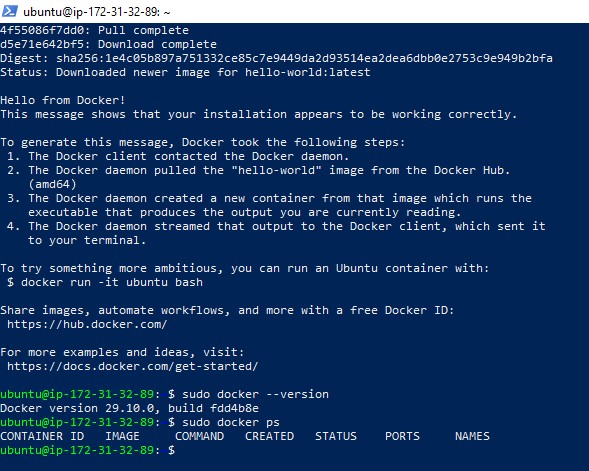 ubuntu@ip-172-31-32-89: ~
4f55086f7dd0: Pull complete
d5e71e642bf5: Download complete
Digest: sha256:1e4c05b897a751332ce85c7e9449da2d93514ea2dea6dbb0e2753c9e949b2bfa
Status: Downloaded newer image for hello-world:latest
Hello from Docker!
This message shows that your installation appears to be working correctly.
To generate this message, Docker took the following steps:
1. The Docker client contacted the Docker daemon.
2. The Docker daemon pulled the "hello-world" image from the Docker Hub.
(amd64)
3. The Docker daemon created a new container from that image which runs the
executable that produces the output you are currently reading.
4. The Docker daemon streamed that output to the Docker client, which sent it
to your terminal.
To try something more ambitious, you can run an Ubuntu container with:
$ docker run -it ubuntu bash
Share images, automate workflows, and more with a free Docker ID:
https://hub.docker.com/
For more examples and ideas, visit:
https://docs.docker.com/get-started/
ubuntu@ip-172-31-32-89: $ sudo docker --version
Docker version 29.10.0, build fdd4b8e
ubuntu@ip-172-31-32-89: $ sudo docker ps
CONTAINER ID   IMAGE     COMMAND   CREATED   STATUS    PORTS     NAMES
ubuntu@ip-172-31-32-89: $